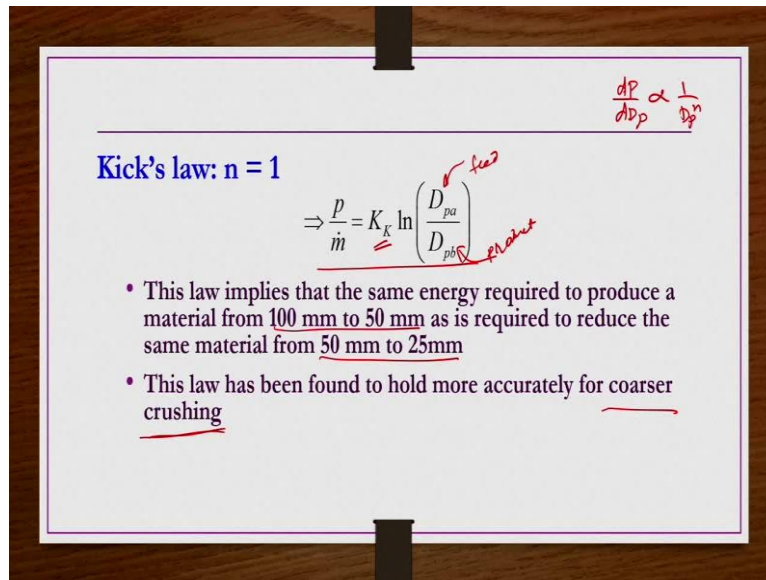 dP/dDp ∝ 1/Dp^n
Kick's law: n = 1
feed
⇒ p/ṁ = K_K ln(D_pa/D_pb)
product
• This law implies that the same energy required to produce a
material from 100 mm to 50 mm as is required to reduce the
same material from 50 mm to 25mm
• This law has been found to hold more accurately for coarser
crushing